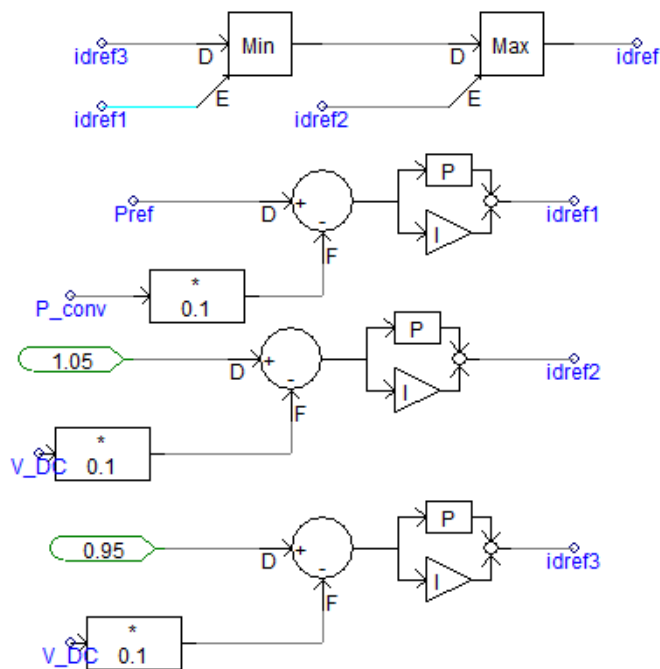 idref3
D
Min
D
Max
idref
idref1
E
idref2
E
Pref
D
+
-
F
P
I
idref1
P_conv
*
0.1
1.05
D
+
-
F
P
I
idref2
V_DC
*
0.1
0.95
D
+
-
F
P
I
idref3
V_DC
*
0.1